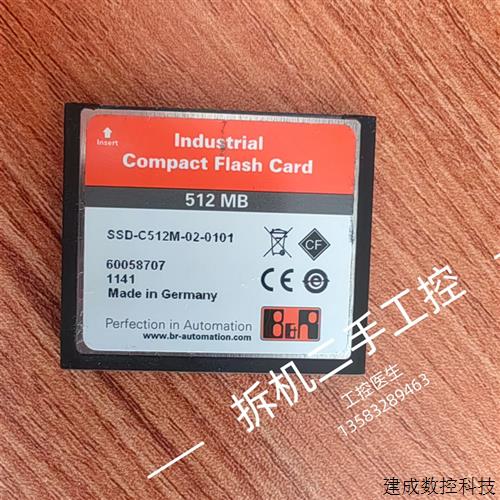 Insert
Industrial
Compact Flash Card
512 MB
SSD-C512M-02-0101
CF
60058707
1141
Made in Germany
CE
Perfection in Automation
www.br-automation.com
B&R
一 拆机二手工控 一
工控医生
13583289463
建成数控科技